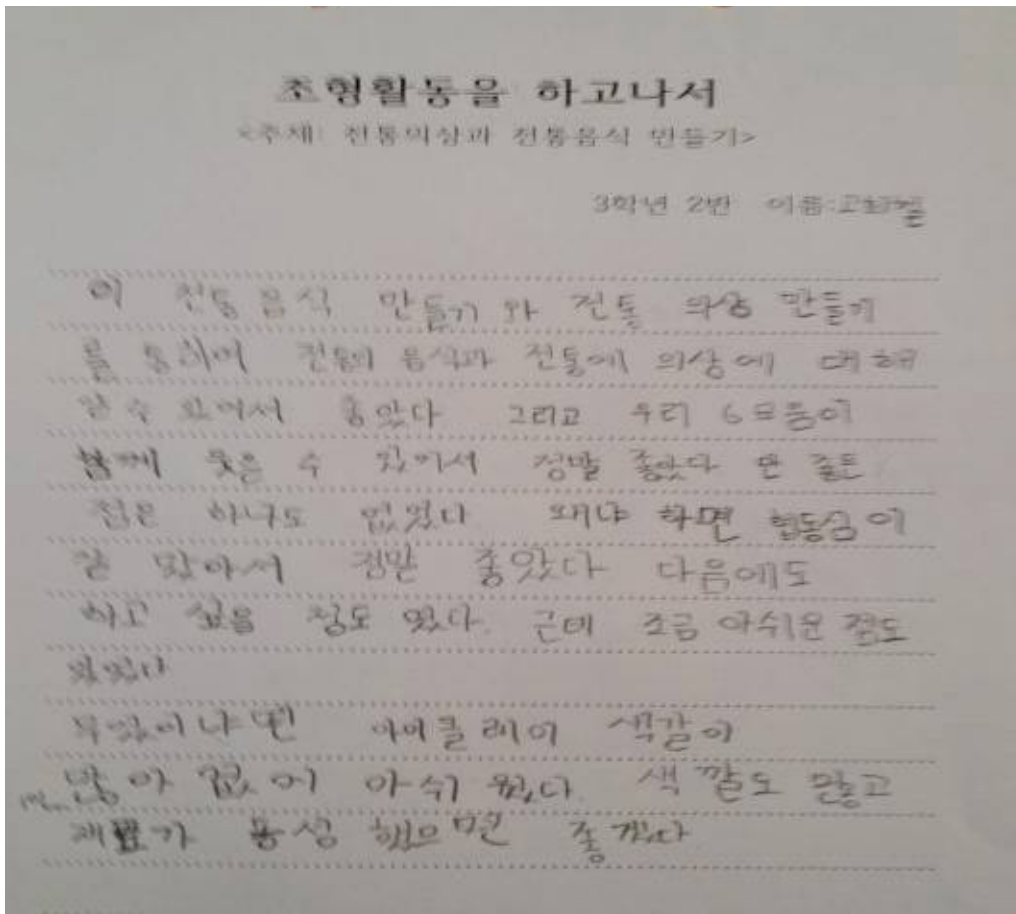 조형활동을 하고나서
<주제: 전통의상과 전통음식 만들기>
3학년 2반 이름:
이 전통음식 만들기 와 전통 의상 만들기
를 통하여 전통의 음식과 전통에 의상에 대해
알 수 있어서 좋았다 그리고 우리 6모둠이
함께 웃을 수 있어서 정말 좋았다 안 좋은
점은 하나도 없었다 왜냐 하면 협동심이
잘 맞아서 정말 좋았다 다음에도
하고 싶을 정도 였다. 근데 조금 아쉬운 점도
있었다
무엇이냐면 아이클레이 색갈이
많아 없어 아쉬 웠다. 색깔도 많고
재료가 풍성 했으면 좋겠다